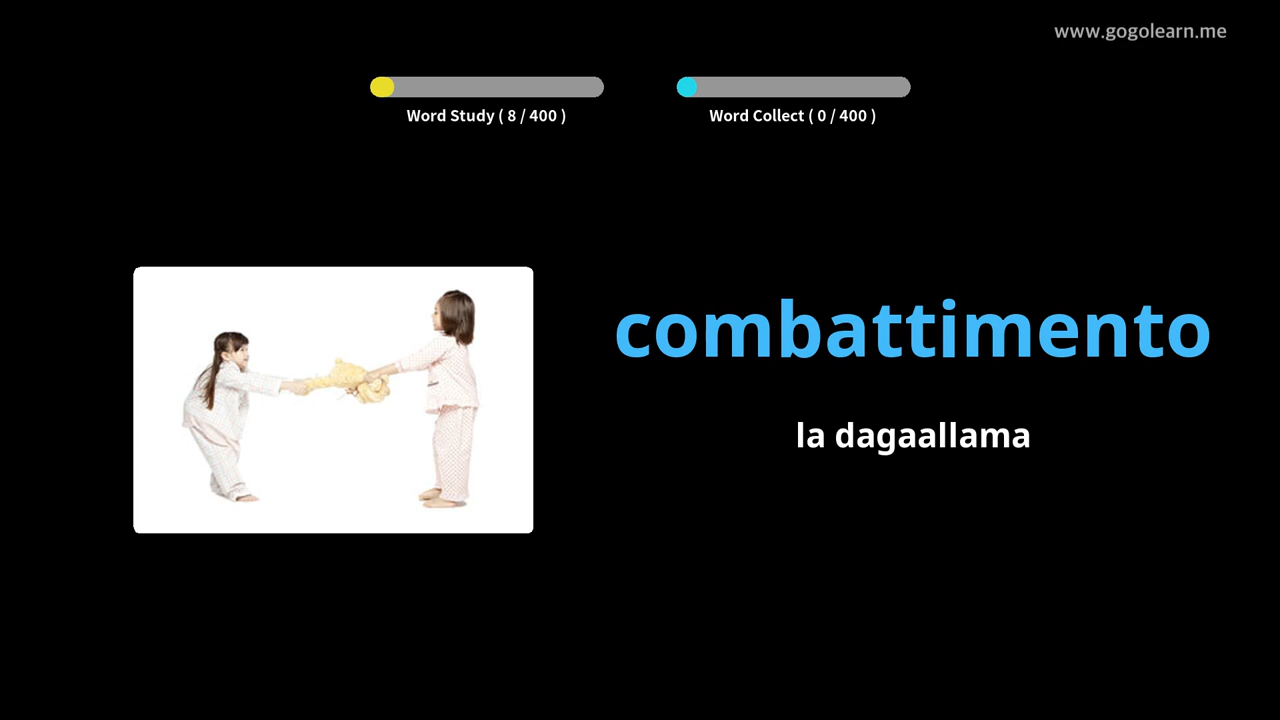 www.gogolearn.me
Word Study ( 8 / 400 )
Word Collect ( 0 / 400 )
combattimento
la dagaallama